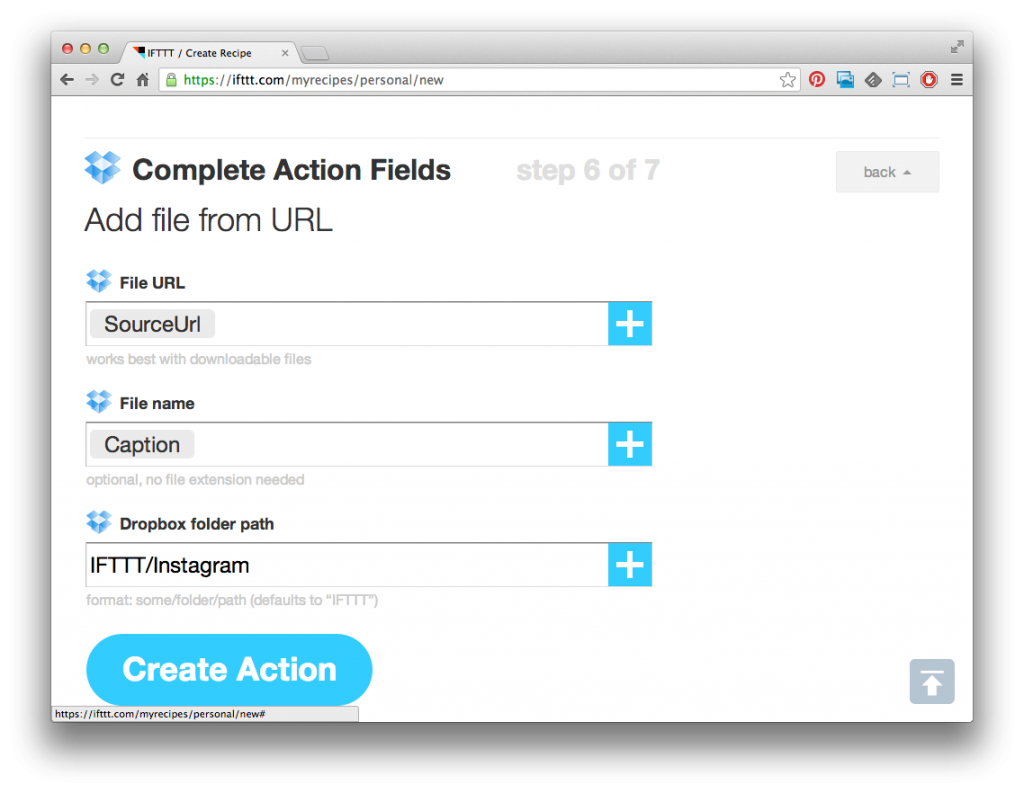 IFTTT / Create Recipe
https://ifttt.com/myrecipes/personal/new
Complete Action Fields
step 6 of 7
back
Add file from URL
File URL
SourceUrl
works best with downloadable files
File name
Caption
optional, no file extension needed
Dropbox folder path
IFTTT/Instagram
format: some/folder/path (defaults to “IFTTT”)
Create Action
https://ifttt.com/myrecipes/personal/new#